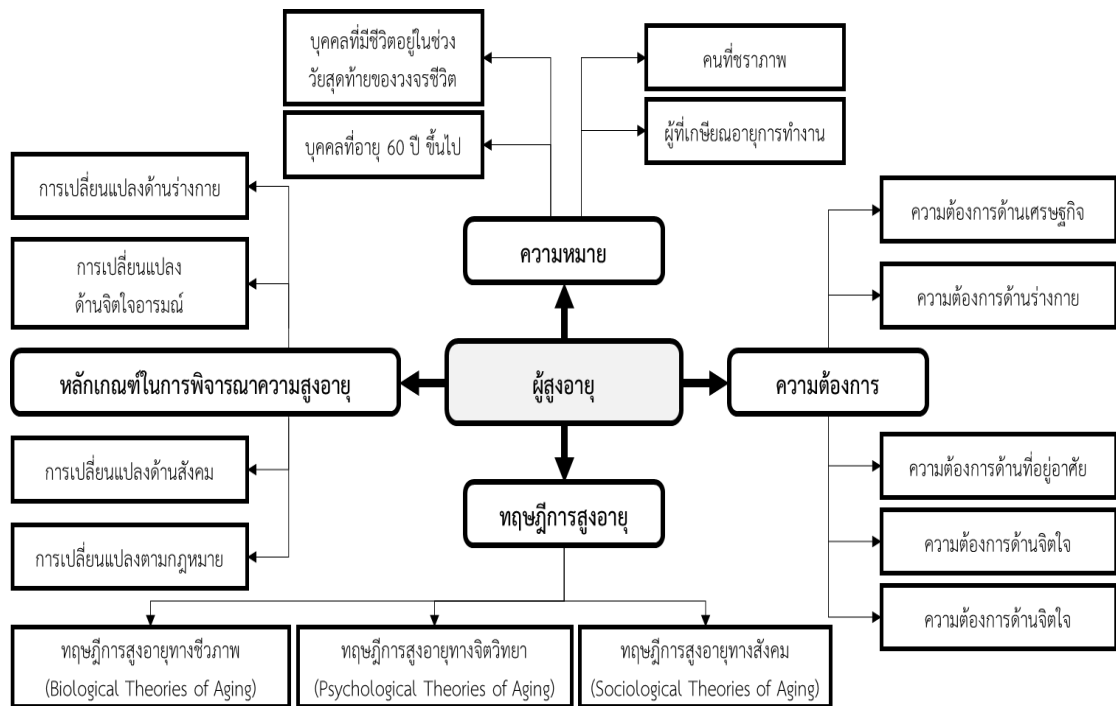 บุคคลที่มีชีวิตอยู่ในช่วง
วัยสุดท้ายของวงจรชีวิต
คนที่ชราภาพ
บุคคลที่อายุ 60 ปี ขึ้นไป
ผู้ที่เกษียณอายุการทำงาน
การเปลี่ยนแปลงด้านร่างกาย
ความต้องการด้านเศรษฐกิจ
ความหมาย
การเปลี่ยนแปลง
ด้านจิตใจอารมณ์
ความต้องการด้านร่างกาย
หลักเกณฑ์ในการพิจารณาความสูงอายุ
ผู้สูงอายุ
ความต้องการ
การเปลี่ยนแปลงด้านสังคม
ความต้องการด้านที่อยู่อาศัย
ทฤษฎีการสูงอายุ
การเปลี่ยนแปลงตามกฎหมาย
ความต้องการด้านจิตใจ
ความต้องการด้านจิตใจ
ทฤษฎีการสูงอายุทางชีวภาพ
(Biological Theories of Aging)
ทฤษฎีการสูงอายุทางจิตวิทยา
(Psychological Theories of Aging)
ทฤษฎีการสูงอายุทางสังคม
(Sociological Theories of Aging)